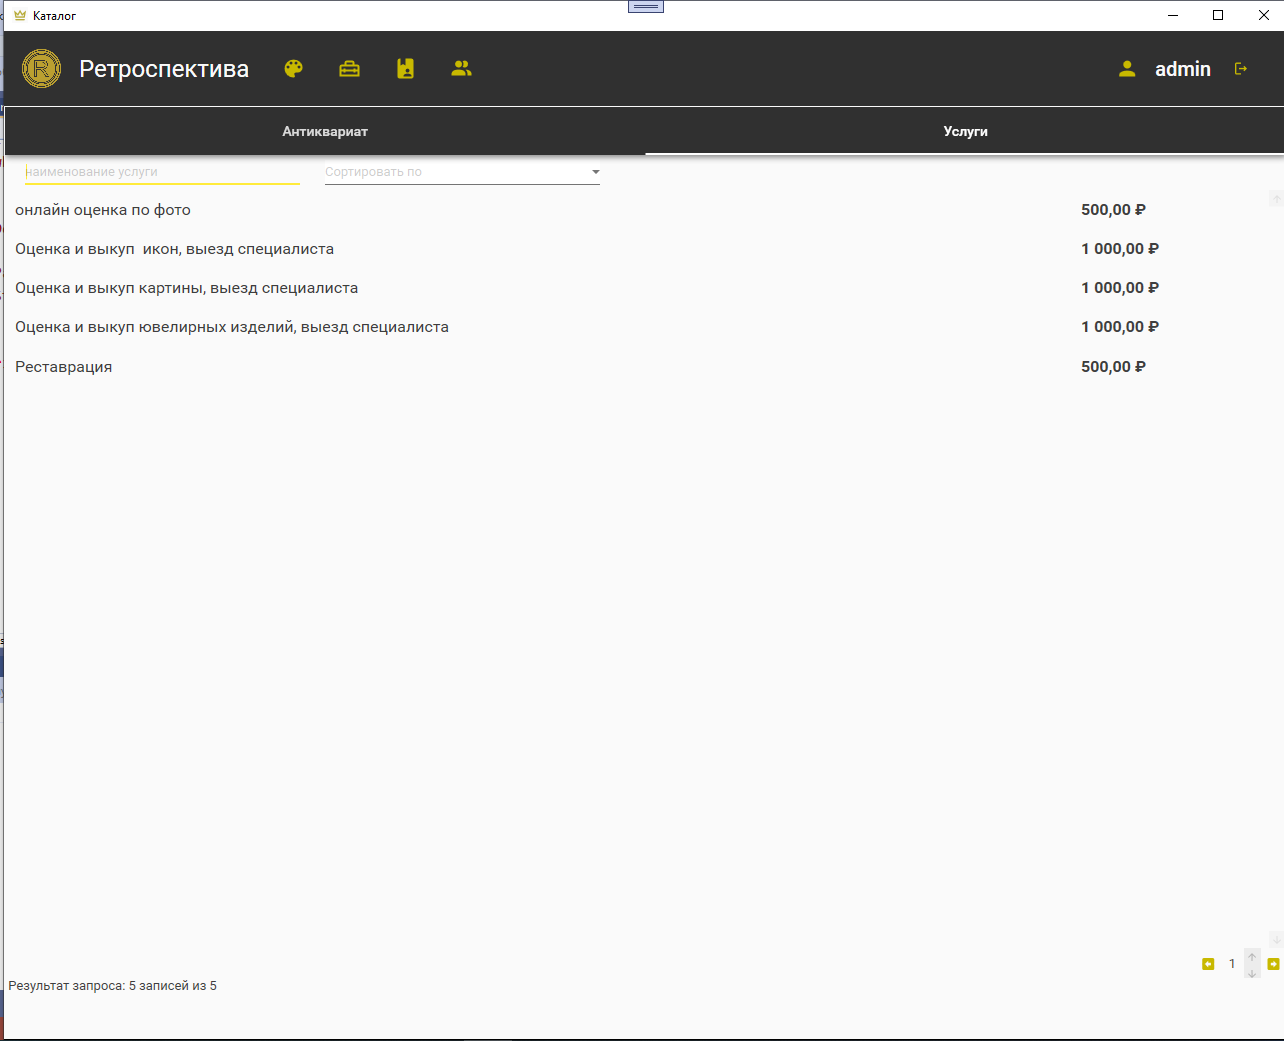 Каталог
R Ретроспектива admin
Антиквариат Услуги
наименование услуги Сортировать по
онлайн оценка по фото 500,00 ₽
Оценка и выкуп  икон, выезд специалиста 1 000,00 ₽
Оценка и выкуп картины, выезд специалиста 1 000,00 ₽
Оценка и выкуп ювелирных изделий, выезд специалиста 1 000,00 ₽
Реставрация 500,00 ₽
1
Результат запроса: 5 записей из 5